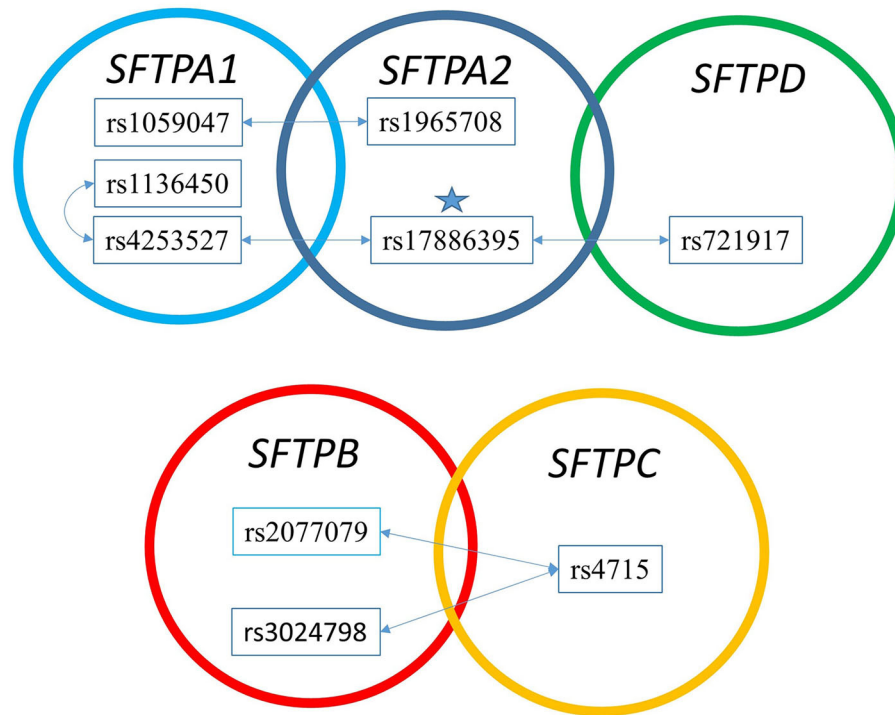 SFTPA1
SFTPA2
SFTPD
rs1059047
rs1965708
rs1136450
rs4253527
rs17886395
rs721917
SFTPB
SFTPC
rs2077079
rs4715
rs3024798